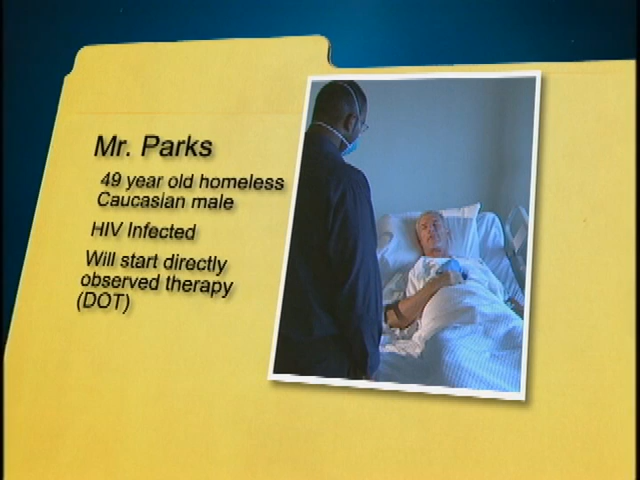 Mr. Parks
49 year old homeless
Caucasian male
HIV Infected
Will start directly
observed therapy
(DOT)